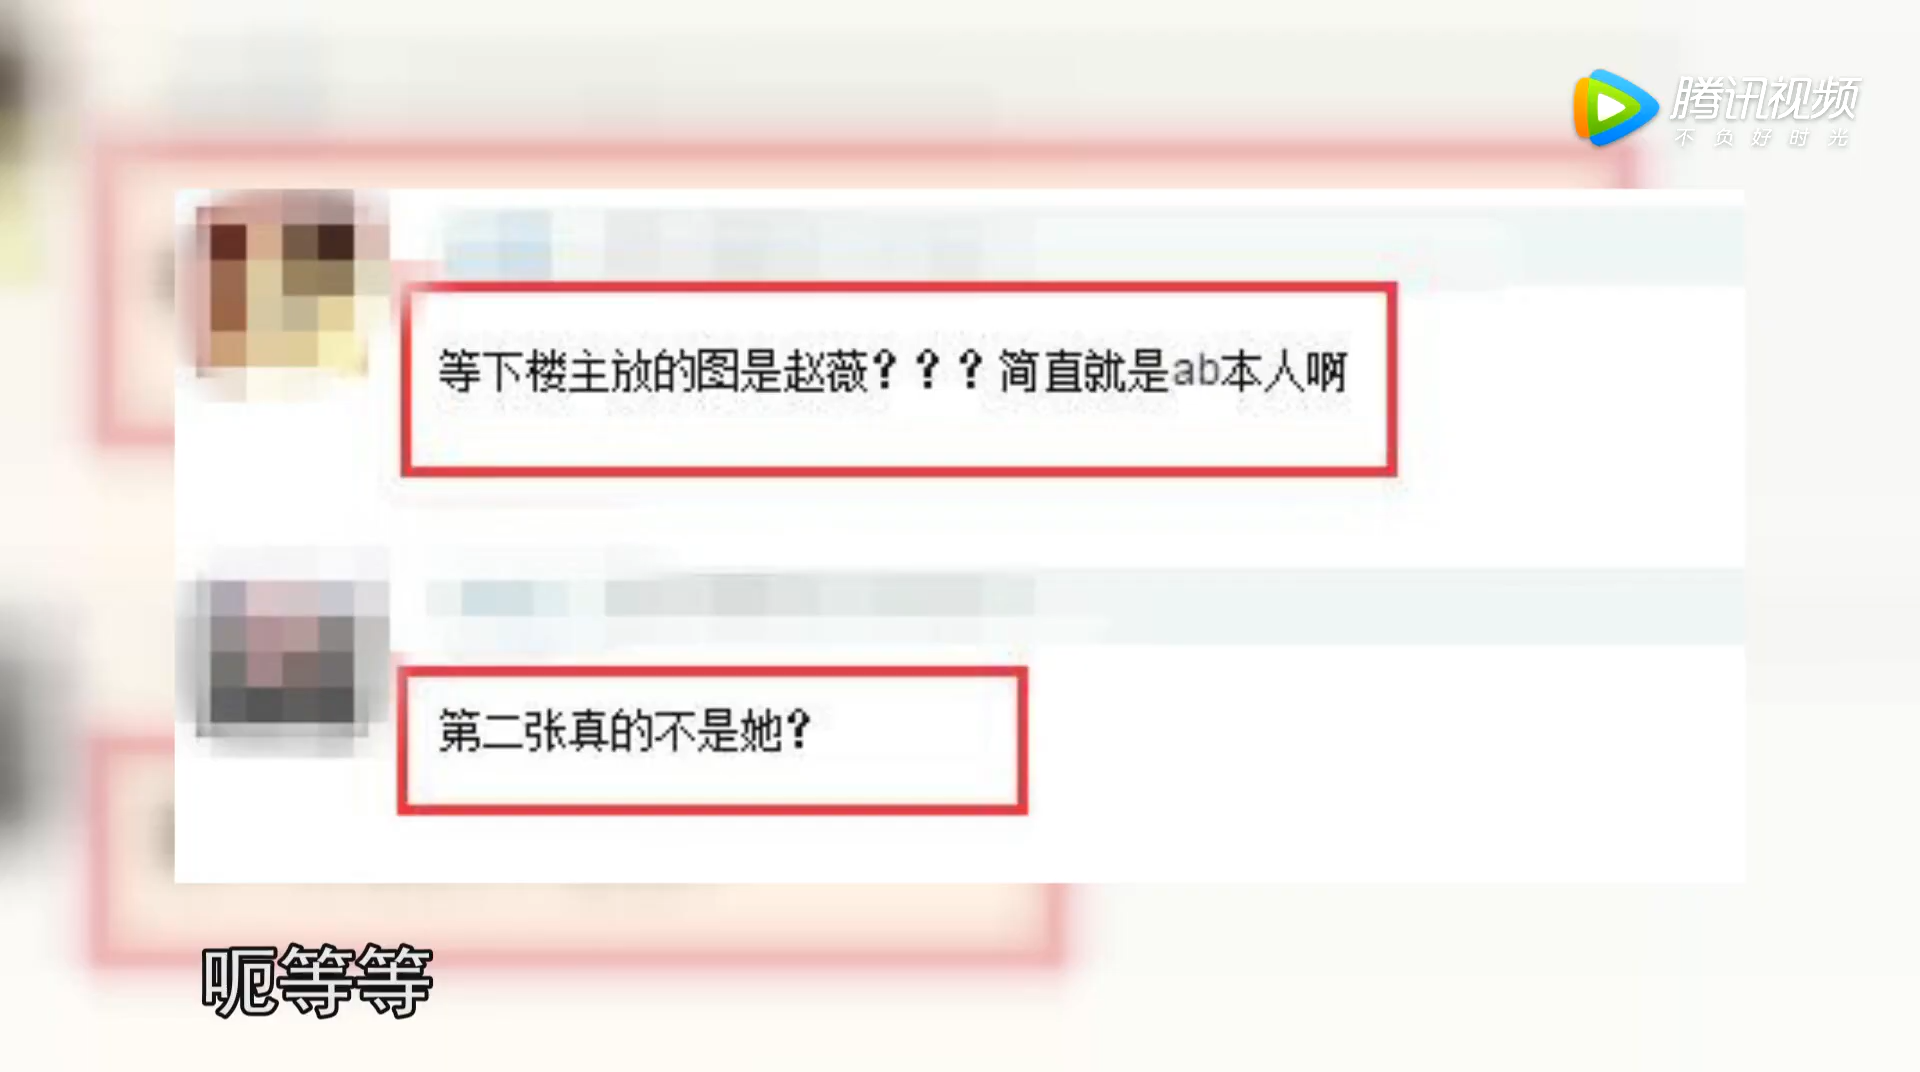 腾讯视频
不负好时光
等下楼主放的图是赵薇？？？简直就是ab本人啊
第二张真的不是她？
呃等等